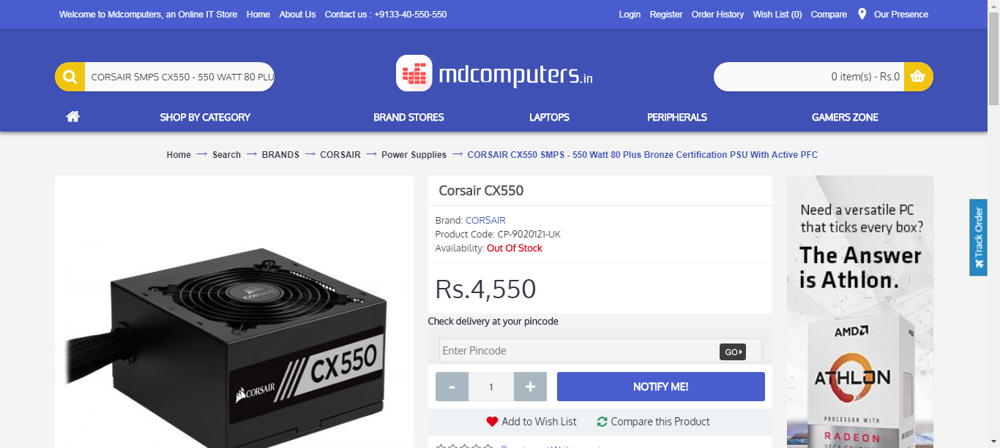 Welcome to Mdcomputers, an Online IT Store Home About Us Contact us : +9133-40-550-550 Login Register Order History Wish List (0) Compare Our Presence
CORSAIR SMPS CX550 - 550 WATT 80 PLU
mdcomputers.in
0 item(s) - Rs.0
SHOP BY CATEGORY BRAND STORES LAPTOPS PERIPHERALS GAMERS ZONE
Home → Search → BRANDS → CORSAIR → Power Supplies → CORSAIR CX550 SMPS - 550 Watt 80 Plus Bronze Certification PSU With Active PFC
CORSAIR
CORSAIR
CX550
Corsair CX550
Brand: CORSAIR
Product Code: CP-9020121-UK
Availability: Out Of Stock
Rs.4,550
Check delivery at your pincode
Enter Pincode GO
- 1 + NOTIFY ME!
Add to Wish List Compare this Product
Need a versatile PC
that ticks every box?
The Answer
is Athlon.
AMD
ATHLON
PROCESSOR WITH
RADEON
Track Order